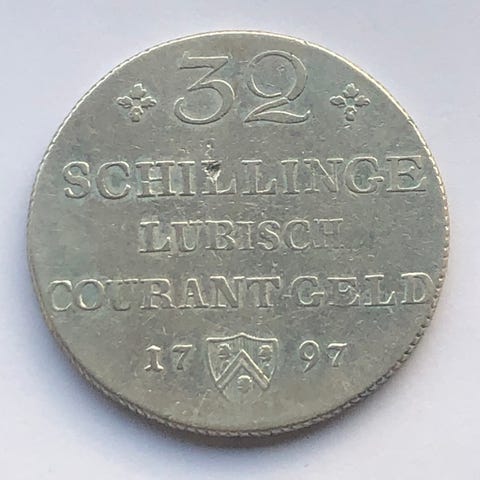 32
SCHILLINGE
LUBISCH
COURANT GELD
17 97